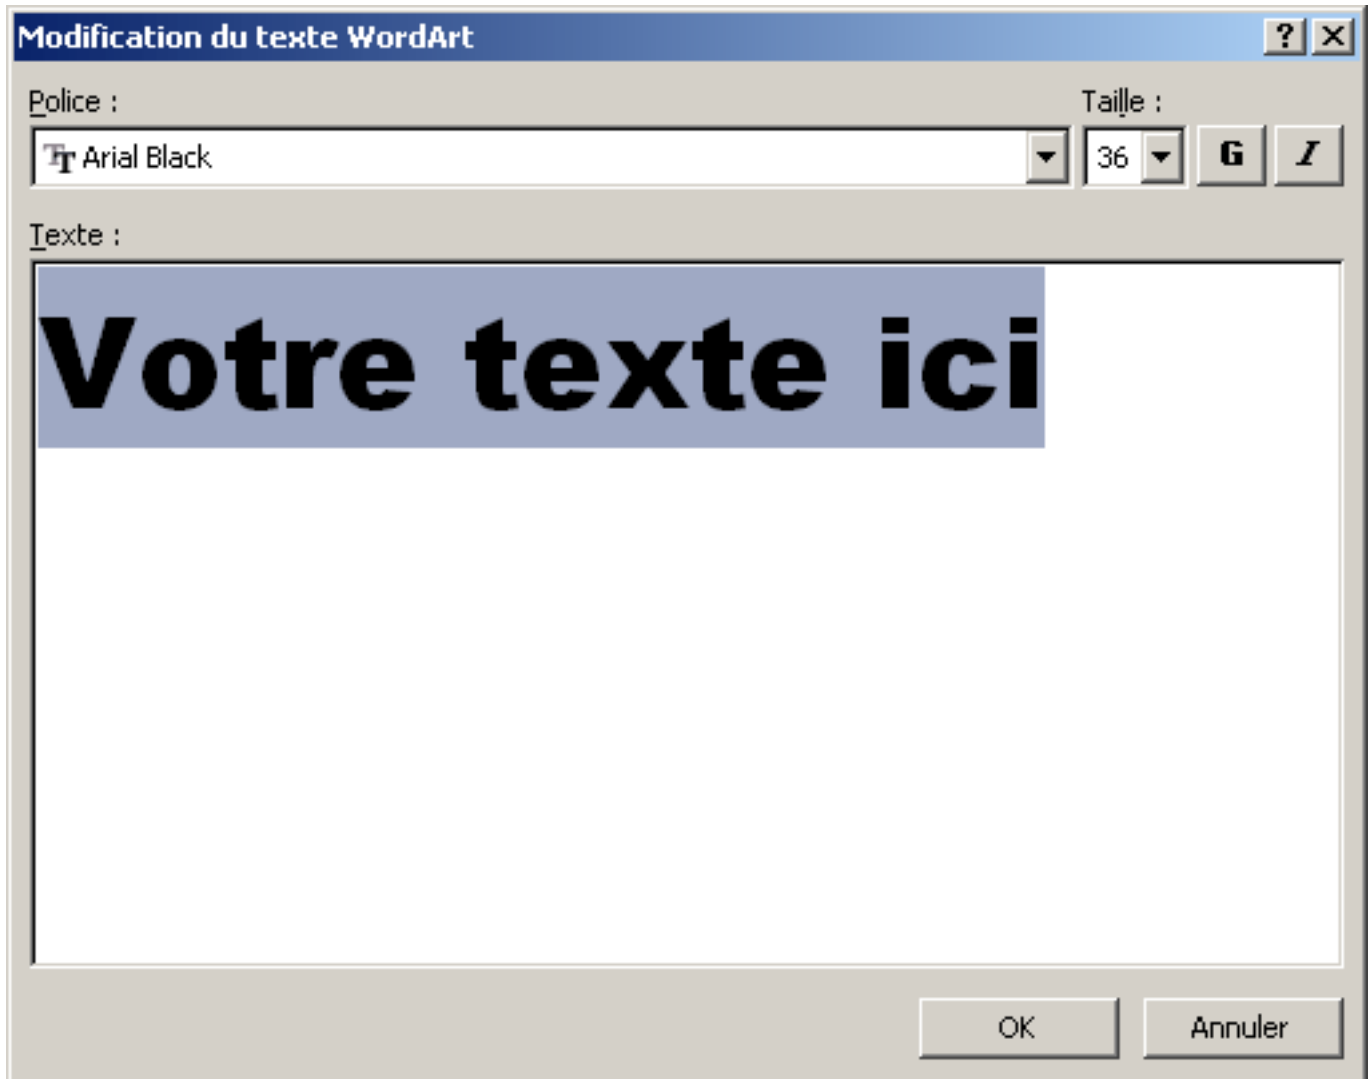 Modification du texte WordArt ? X
Police : Taille :
Arial Black 36 G I
Texte :
Votre texte ici
OK Annuler